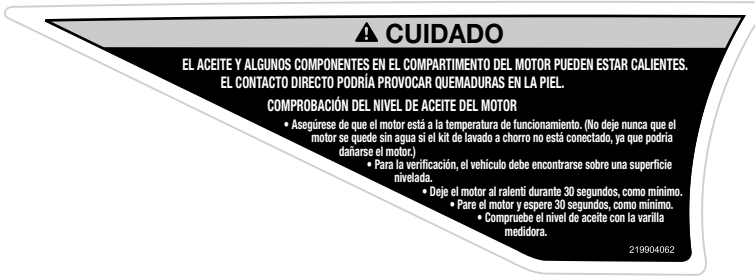 ⚠ CUIDADO
EL ACEITE Y ALGUNOS COMPONENTES EN EL COMPARTIMENTO DEL MOTOR PUEDEN ESTAR CALIENTES.
EL CONTACTO DIRECTO PODRÍA PROVOCAR QUEMADURAS EN LA PIEL.
COMPROBACIÓN DEL NIVEL DE ACEITE DEL MOTOR
• Asegúrese de que el motor está a la temperatura de funcionamiento. (No deje nunca que el
motor se quede sin agua si el kit de lavado a chorro no está conectado, ya que podría
dañarse el motor.)
• Para la verificación, el vehículo debe encontrarse sobre una superficie
nivelada.
• Deje el motor al ralentí durante 30 segundos, como mínimo.
• Pare el motor y espere 30 segundos, como mínimo.
• Compruebe el nivel de aceite con la varilla
medidora.
219904062